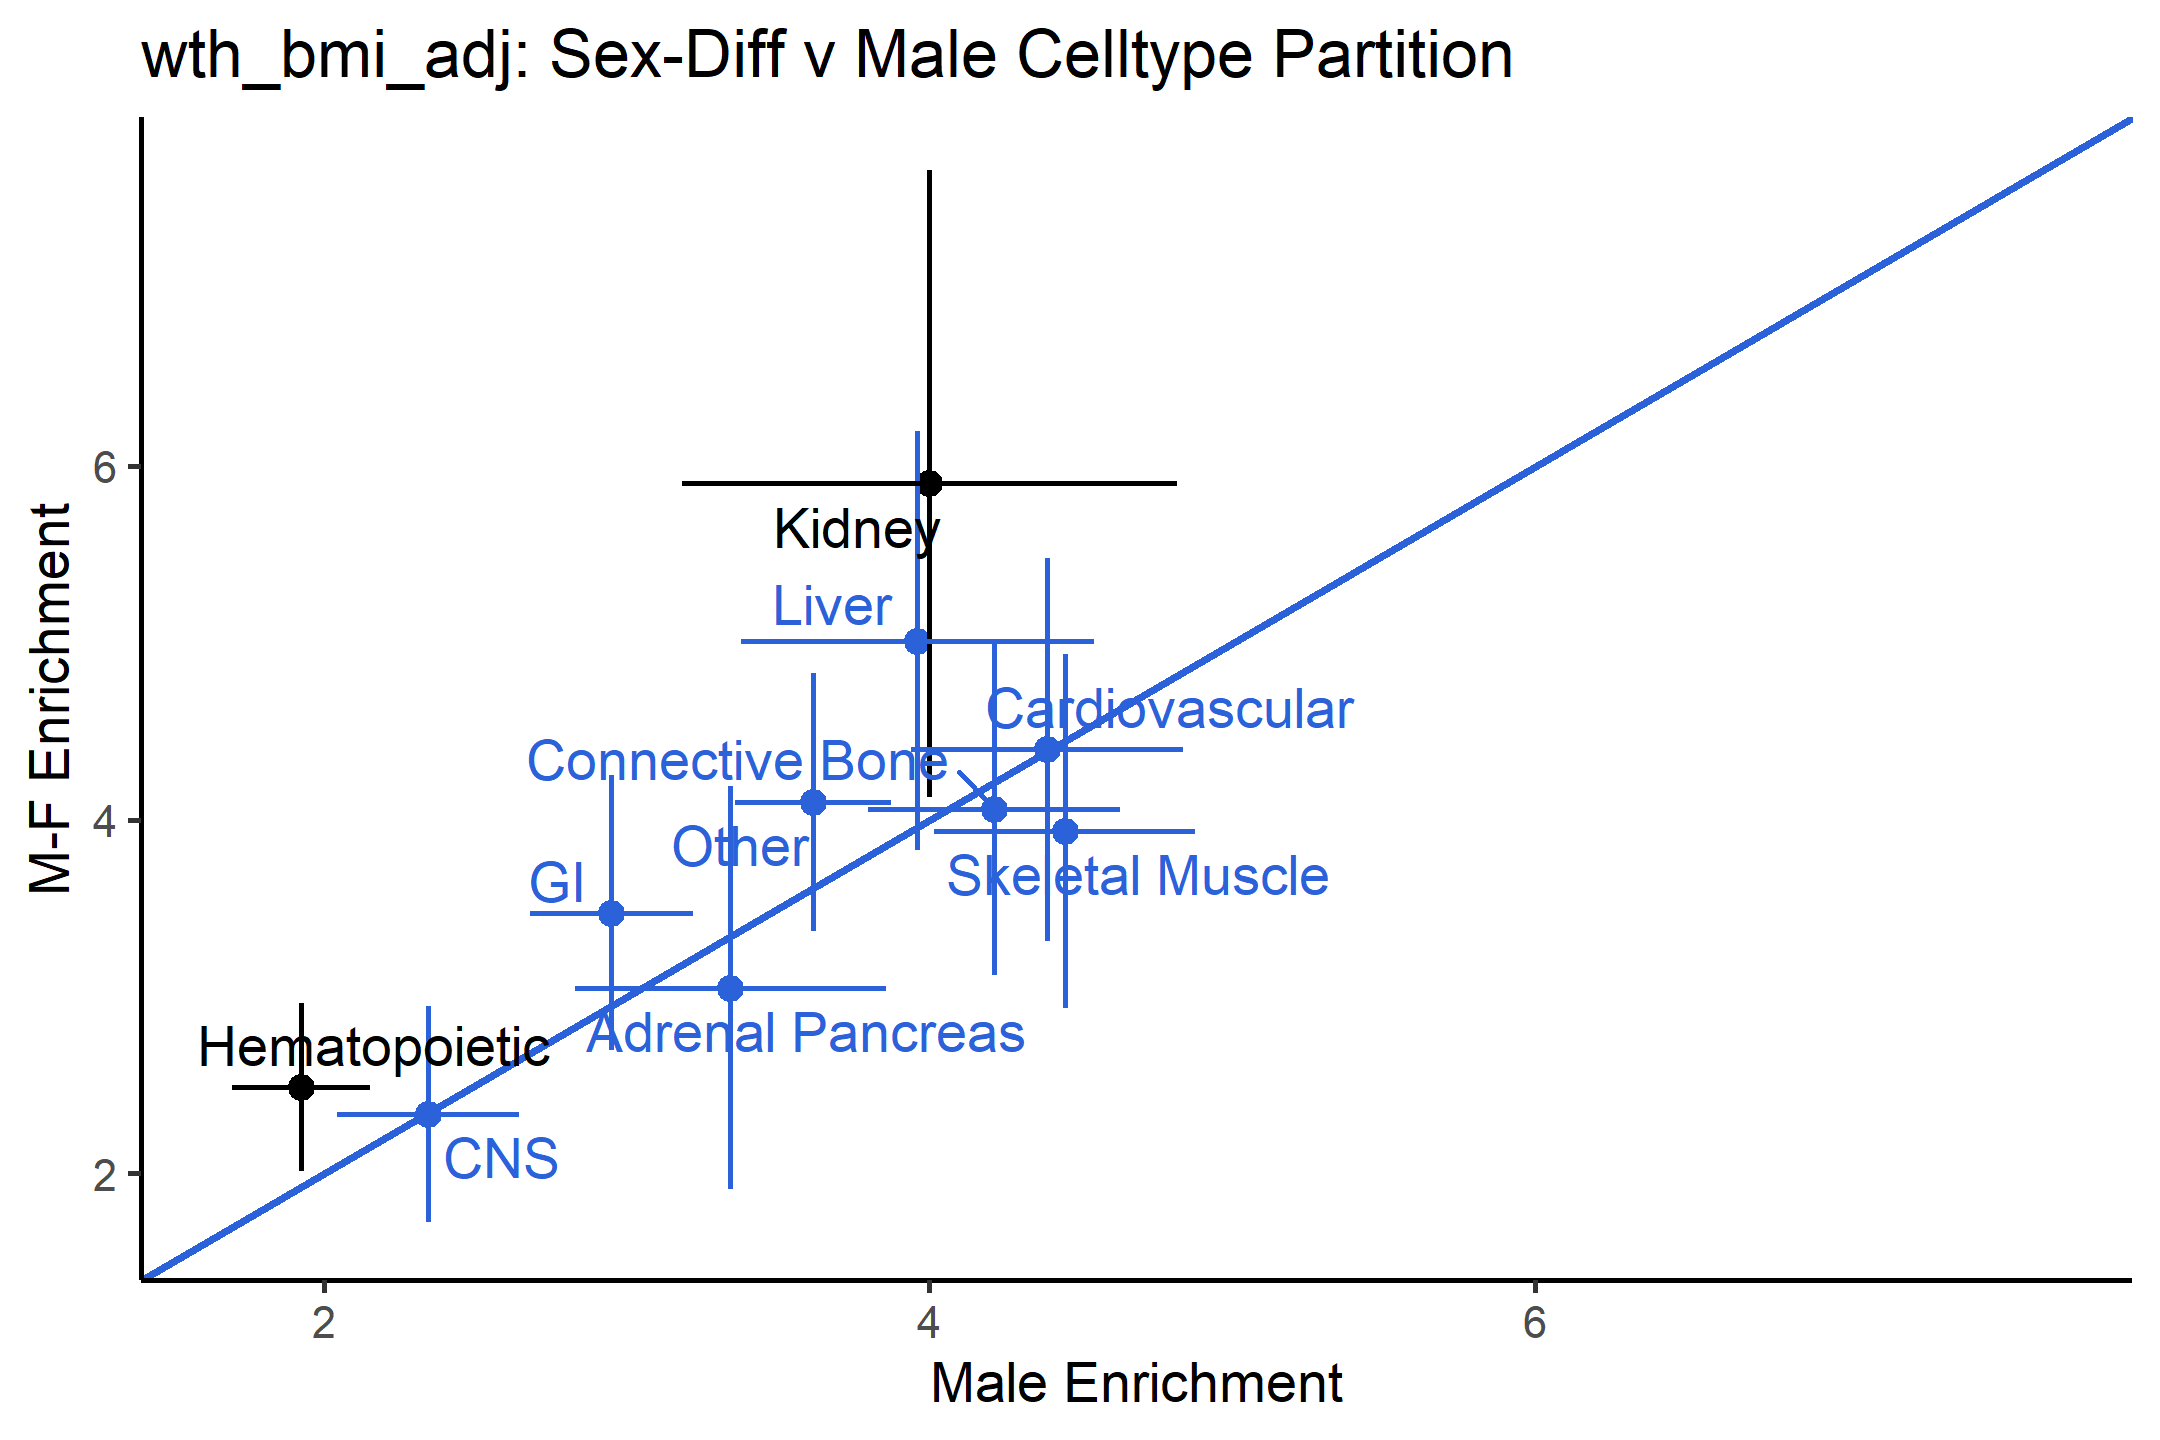 wth_bmi_adj: Sex-Diff v Male Celltype Partition
M-F Enrichment
6
4
2
Kidney
Liver
Cardiovascular
Connective Bone
Other
Skeletal Muscle
GI
Adrenal Pancreas
Hematopoietic
CNS
2
4
6
Male Enrichment